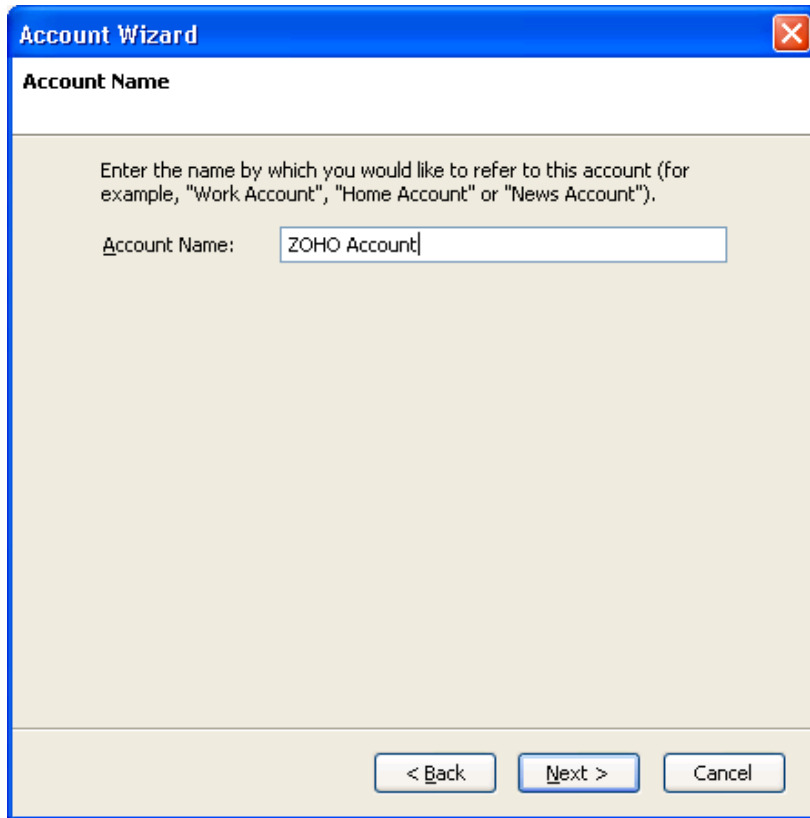 Account Wizard
Account Name
Enter the name by which you would like to refer to this account (for
example, "Work Account", "Home Account" or "News Account").
Account Name: ZOHO Account
< Back Next > Cancel